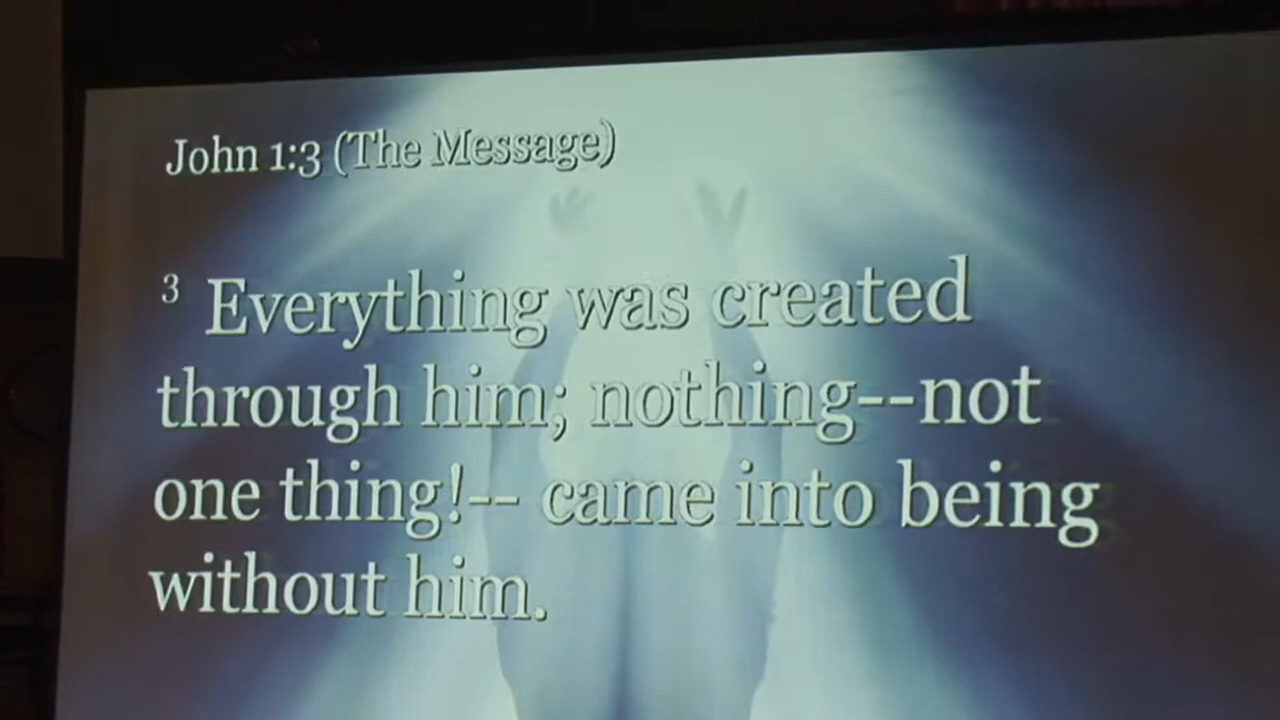 John 1:3 (The Message)
3 Everything was created
through him; nothing--not
one thing!-- came into being
without him.